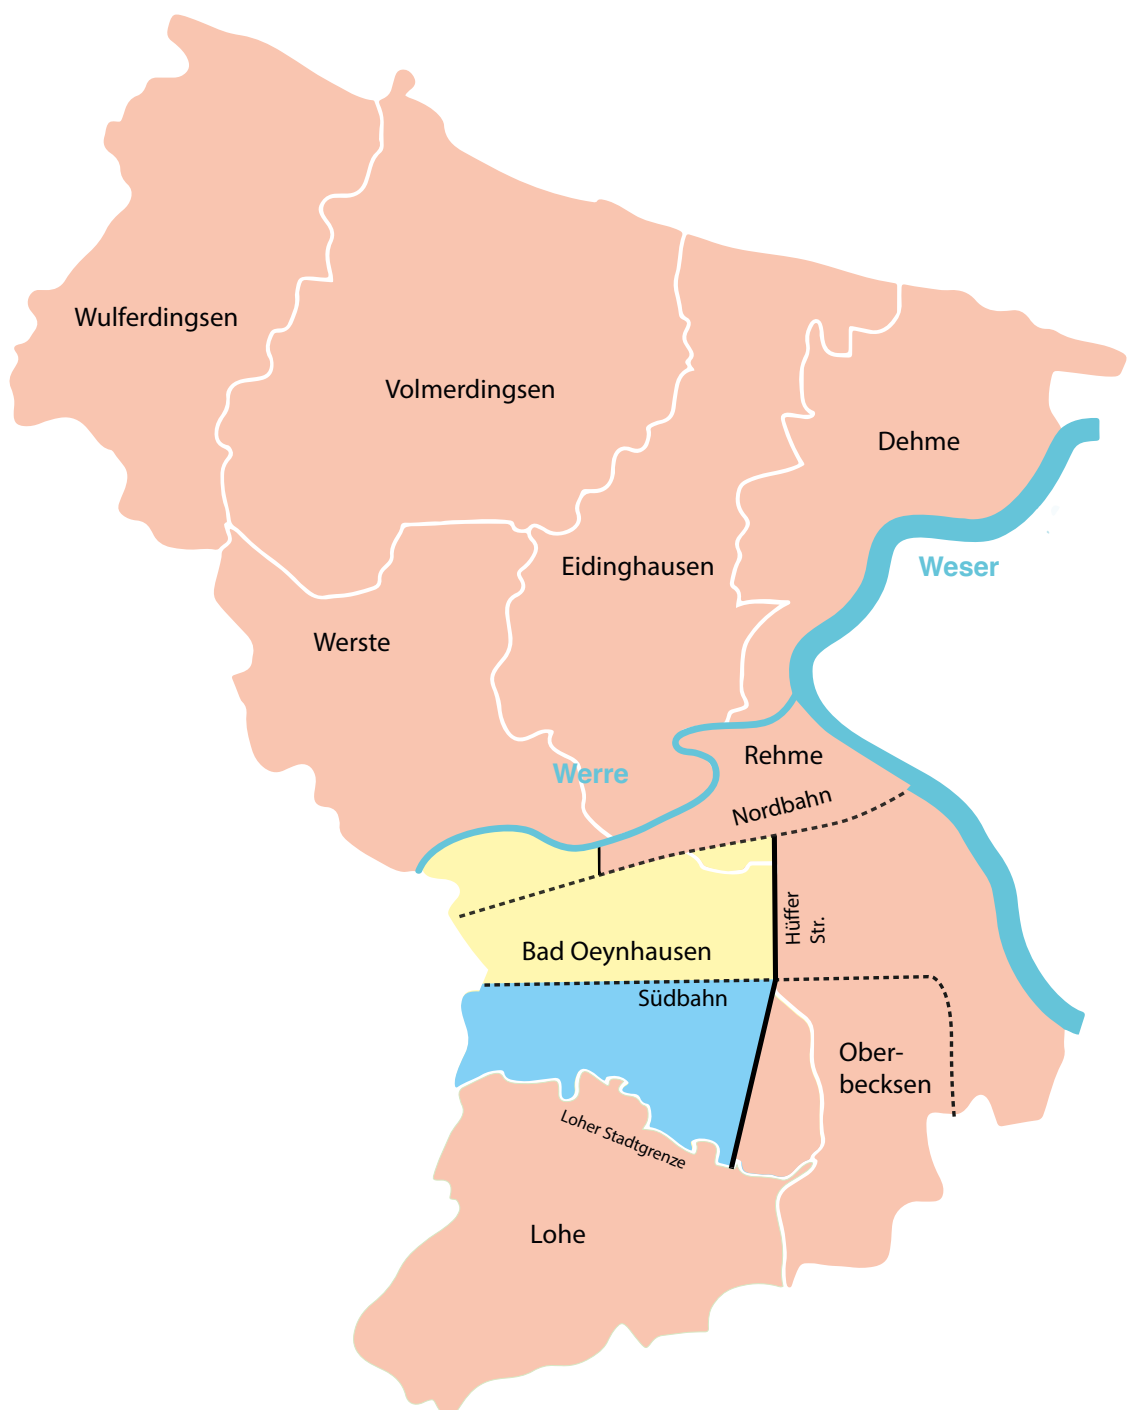 Wulferdingsen
Volmerdingsen
Dehme
Eidinghausen
Weser
Werste
Rehme
Werre
Nordbahn
Hüffer
Str.
Bad Oeynhausen
Südbahn
Ober-
becksen
Loher Stadtgrenze
Lohe